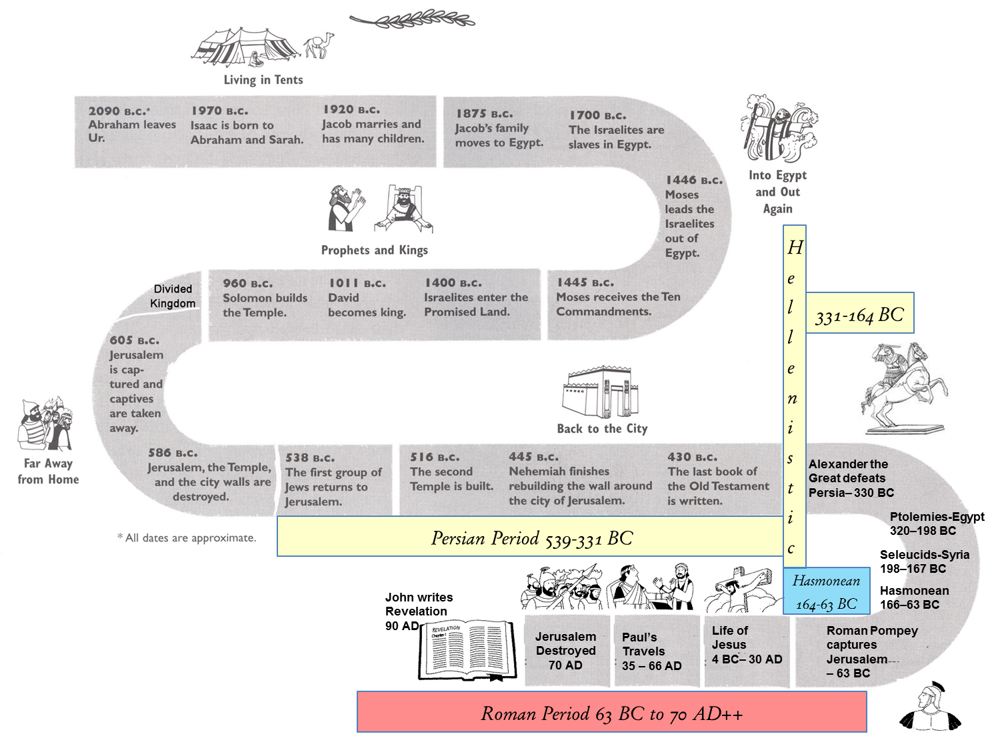 Living in Tents
2090 B.C.*
Abraham leaves
Ur.
1970 B.C.
Isaac is born to
Abraham and Sarah.
1920 B.C.
Jacob marries and
has many children.
1875 B.C.
Jacob's family
moves to Egypt.
1700 B.C.
The Israelites are
slaves in Egypt.
Into Egypt
and Out
Again
1446 B.C.
Moses
leads the
Israelites
out of
Egypt.
Prophets and Kings
1445 B.C.
Moses receives the Ten
Commandments.
1400 B.C.
Israelites enter the
Promised Land.
1011 B.C.
David
becomes king.
960 B.C.
Solomon builds
the Temple.
Divided
Kingdom
605 B.C.
Jerusalem
is cap-
tured and
captives
are taken
away.
Far Away
from Home
586 B.C.
Jerusalem, the Temple,
and the city walls are
destroyed.
538 B.C.
The first group of
Jews returns to
Jerusalem.
Back to the City
516 B.C.
The second
Temple is built.
445 B.C.
Nehemiah finishes
rebuilding the wall around
the city of Jerusalem.
430 B.C.
The last book of
the Old Testament
is written.
* All dates are approximate.
Persian Period 539-331 BC
Hellenistic
331-164 BC
Alexander the
Great defeats
Persia– 330 BC
Ptolemies-Egypt
320–198 BC
Seleucids-Syria
198–167 BC
Hasmonean
166–63 BC
Hasmonean
164-63 BC
Roman Pompey
captures
Jerusalem
– 63 BC
Life of
Jesus
4 BC– 30 AD
Paul's
Travels
35 – 66 AD
Jerusalem
Destroyed
70 AD
John writes
Revelation
90 AD
REVELATION
Chapter 1
Roman Period 63 BC to 70 AD++